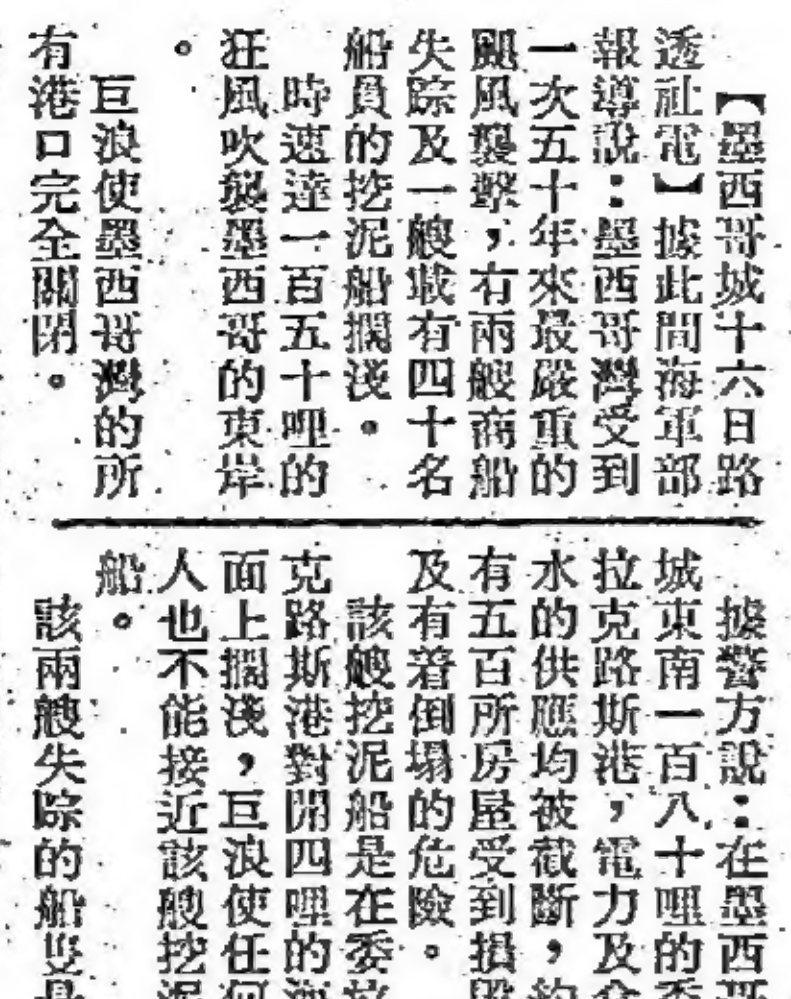 【墨西哥城十六日路
透社電】據此間海軍部
報導說：墨西哥灣受到
一次五十年來最嚴重的
颶風襲擊，有兩艘商船
失踪及一艘載有四十名
船員的挖泥船擱淺。
時速達一百五十哩的
狂風吹襲墨西哥的東岸
。
巨浪使墨西哥灣的所
有港口完全關閉。
據警方說：在墨西哥
城東南一百八十哩的委
拉克路斯港，電力及食
水的供應均被截斷，約
有五百所房屋受到損毀
及有着倒塌的危險。
該艘挖泥船是在委拉
克路斯港對開四哩的海
面上擱淺，巨浪使任何
人也不能接近該艘挖泥
船。
該兩艘失踪的船隻是